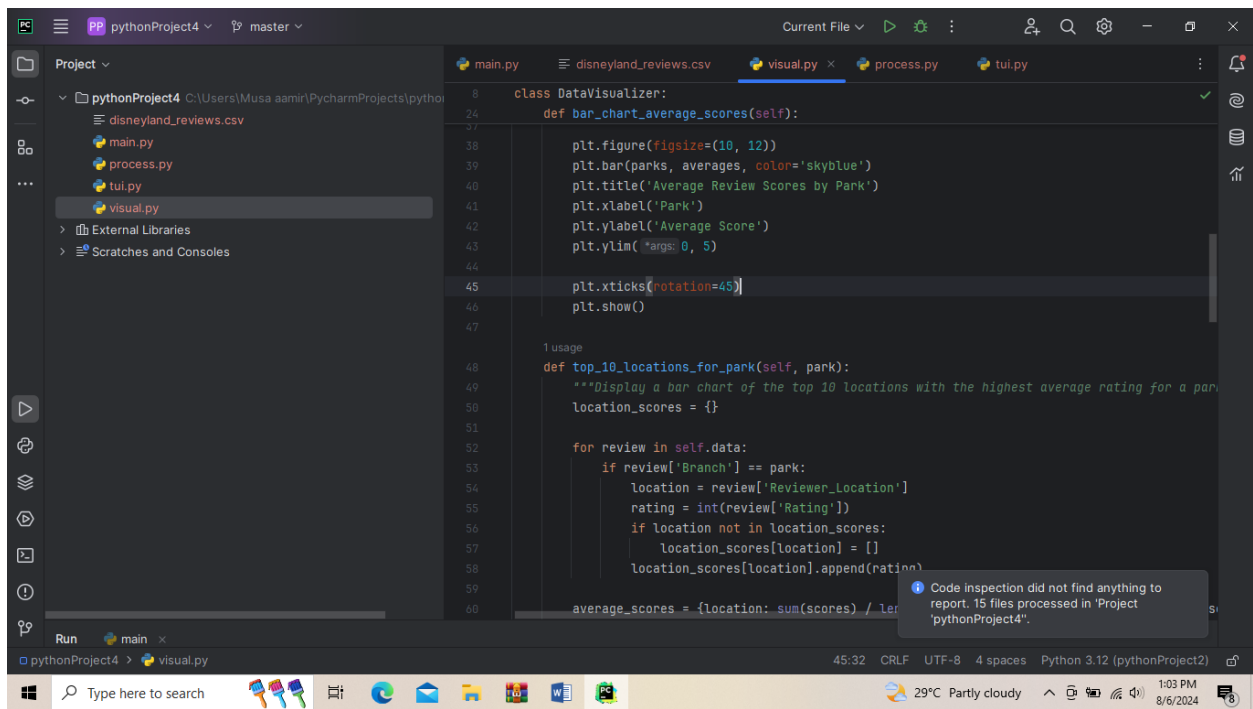 PC PP pythonProject4 master Current File
Project
main.py disneyland_reviews.csv visual.py process.py tui.py
pythonProject4 C:\Users\Musa aamir\PycharmProjects\pytho
disneyland_reviews.csv
main.py
process.py
tui.py
visual.py
External Libraries
Scratches and Consoles
8 class DataVisualizer:
24 def bar_chart_average_scores(self):
37
38 plt.figure(figsize=(10, 12))
39 plt.bar(parks, averages, color='skyblue')
40 plt.title('Average Review Scores by Park')
41 plt.xlabel('Park')
42 plt.ylabel('Average Score')
43 plt.ylim( *args: 0, 5)
44
45 plt.xticks(rotation=45)
46 plt.show()
47
1 usage
48 def top_10_locations_for_park(self, park):
49 """Display a bar chart of the top 10 locations with the highest average rating for a par
50 location_scores = {}
51
52 for review in self.data:
53 if review['Branch'] == park:
54 location = review['Reviewer_Location']
55 rating = int(review['Rating'])
56 if location not in location_scores:
57 location_scores[location] = []
58 location_scores[location].append(rating)
59
60 average_scores = {location: sum(scores) / le
Code inspection did not find anything to
report. 15 files processed in 'Project
'pythonProject4''.
Run main
pythonProject4 > visual.py 45:32 CRLF UTF-8 4 spaces Python 3.12 (pythonProject2)
Type here to search 29°C Partly cloudy 1:03 PM
8/6/2024
8